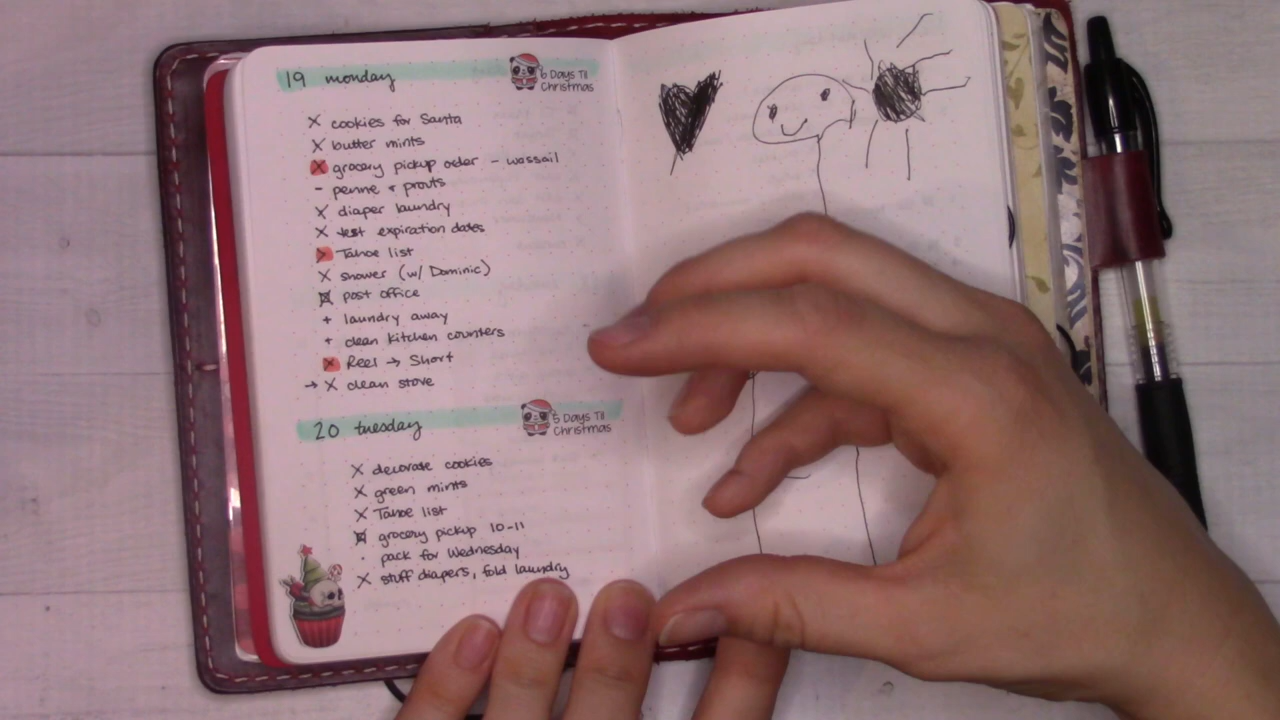 19 monday
6 Days Til
Christmas
X cookies for Santa
X butter mints
X grocery pickup order - wassail
- penne + prouts
X diaper laundry
X test expiration dates
> Tahoe list
X shower (w/ Dominic)
X post office
+ laundry away
+ clean kitchen counters
X Reel → Short
→ X clean stove
20 tuesday
5 Days Til
Christmas
X decorate cookies
X green mints
X Tahoe list
X grocery pickup 10-11
· pack for Wednesday
X stuff diapers, fold laundry